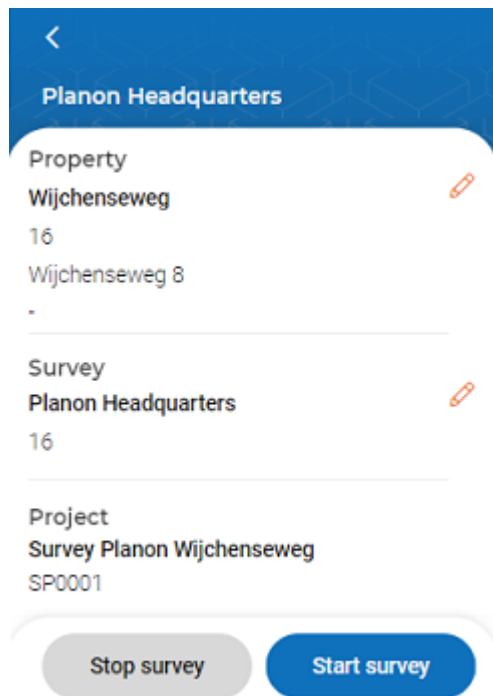 Planon Headquarters
Property
Wijchenseweg
16
Wijchenseweg 8
-
Survey
Planon Headquarters
16
Project
Survey Planon Wijchenseweg
SP0001
Stop survey
Start survey